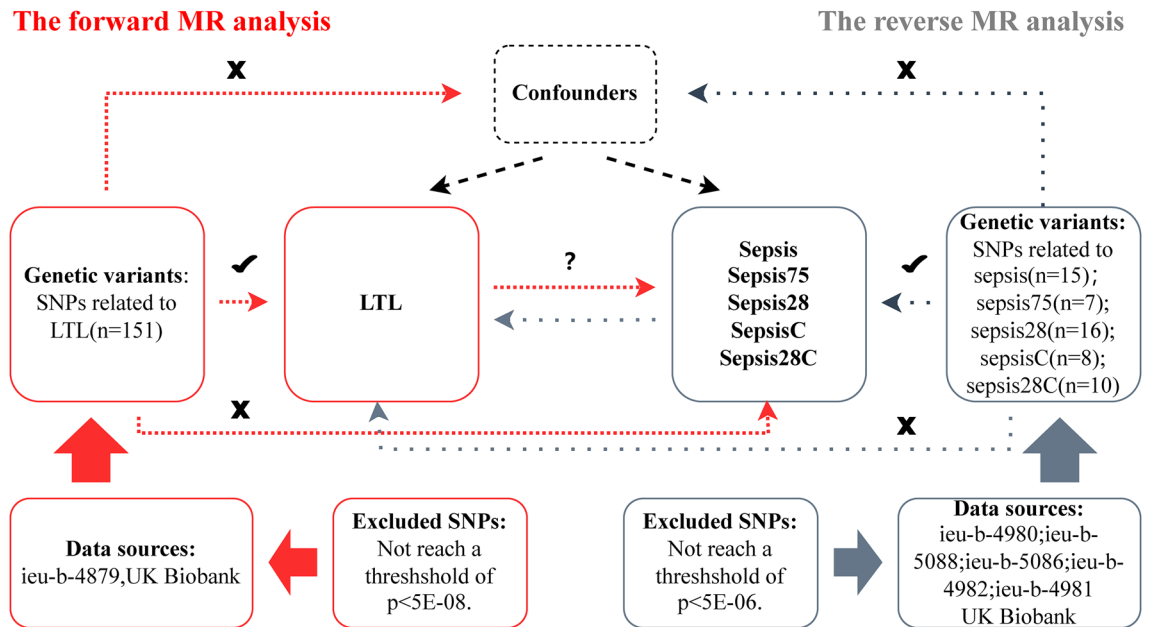 The forward MR analysis
The reverse MR analysis
X
X
Confounders
Genetic variants:
SNPs related to
LTL(n=151)
LTL
?
Sepsis
Sepsis75
Sepsis28
SepsisC
Sepsis28C
Genetic variants:
SNPs related to
sepsis(n=15);
sepsis75(n=7);
sepsis28(n=16);
sepsisC(n=8);
sepsis28C(n=10)
X
X
Data sources:
ieu-b-4879,UK Biobank
Excluded SNPs:
Not reach a
threshshold of
p<5E-08.
Excluded SNPs:
Not reach a
threshshold of
p<5E-06.
Data sources:
ieu-b-4980;ieu-b-
5088;ieu-b-5086;ieu-b-
4982;ieu-b-4981
UK Biobank